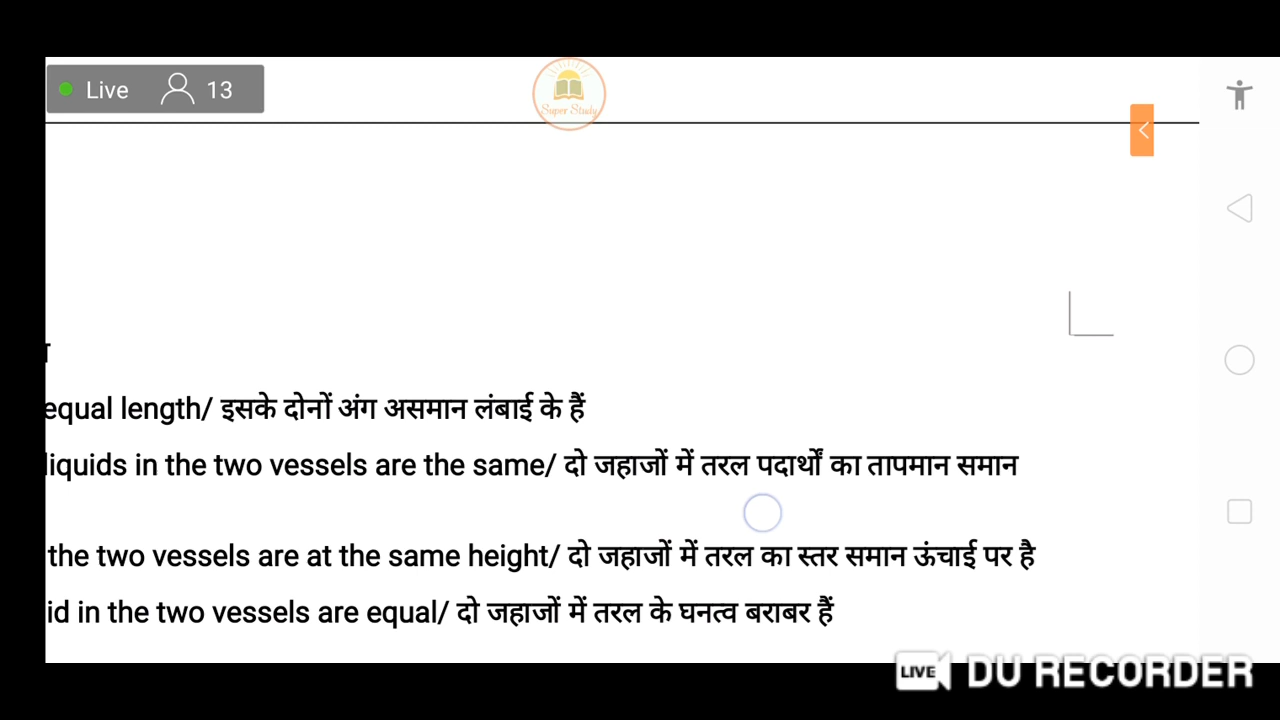 Live 13
Super Study
equal length/ इसके दोनों अंग असमान लंबाई के हैं
liquids in the two vessels are the same/ दो जहाजों में तरल पदार्थों का तापमान समान
the two vessels are at the same height/ दो जहाजों में तरल का स्तर समान ऊंचाई पर है
id in the two vessels are equal/ दो जहाजों में तरल के घनत्व बराबर हैं
LIVE DU RECORDER